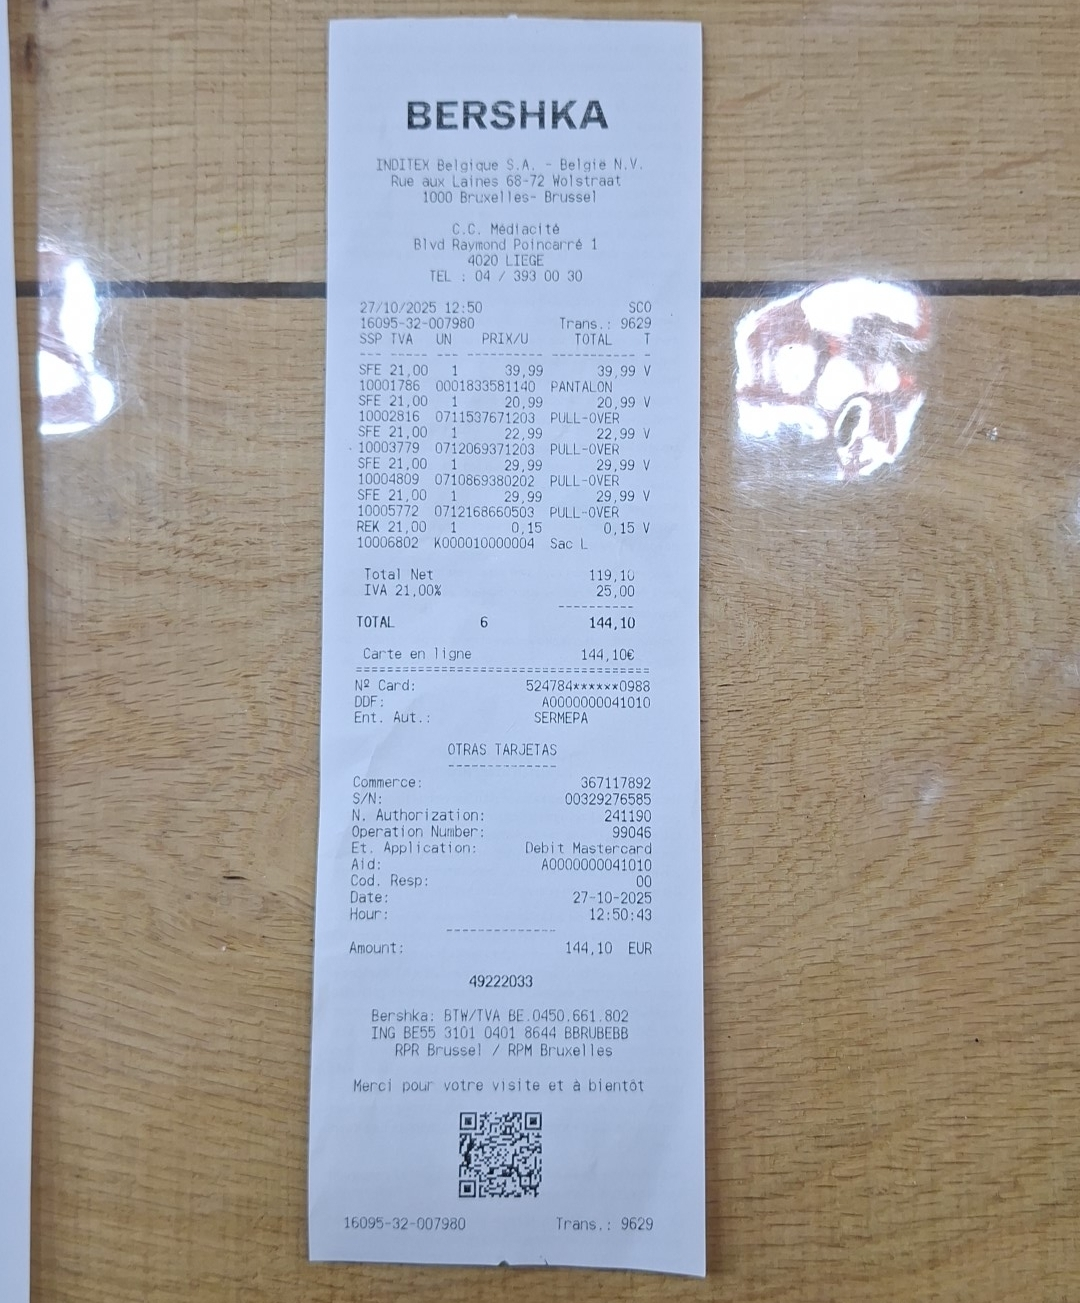 BERSHKA
INDITEX Belgique S.A. - België N.V.
Rue aux Laines 68-72 Wolstraat
1000 Bruxelles- Brussel
C.C. Médiacité
Blvd Raymond Poincarré 1
4020 LIEGE
TEL : 04 / 393 00 30
27/10/2025 12:50 SCO
16095-32-007980 Trans.: 9629
SSP TVA UN PRIX/U TOTAL T
--- ---- --- ---------- ---------- -
SFE 21,00 1 39,99 39,99 V
10001786 0001833581140 PANTALON
SFE 21,00 1 20,99 20,99 V
10002816 0711537671203 PULL-OVER
SFE 21,00 1 22,99 22,99 V
10003779 0712069371203 PULL-OVER
SFE 21,00 1 29,99 29,99 V
10004809 0710869380202 PULL-OVER
SFE 21,00 1 29,99 29,99 V
10005772 0712168660503 PULL-OVER
REK 21,00 1 0,15 0,15 V
10006802 K000010000004 Sac L
Total Net 119,10
IVA 21,00% 25,00
----------
TOTAL 6 144,10
Carte en ligne 144,10€
======================================
Nº Card: 524784******0988
DDF: A0000000041010
Ent. Aut.: SERMEPA
OTRAS TARJETAS
--------------
Commerce: 367117892
S/N: 00329276585
N. Authorization: 241190
Operation Number: 99046
Et. Application: Debit Mastercard
Aid: A0000000041010
Cod. Resp: 00
Date: 27-10-2025
Hour: 12:50:43
--------------
Amount: 144,10 EUR
49222033
Bershka: BTW/TVA BE.0450.661.802
ING BE55 3101 0401 8644 BBRUBEBB
RPR Brussel / RPM Bruxelles
Merci pour votre visite et à bientôt
16095-32-007980 Trans.: 9629